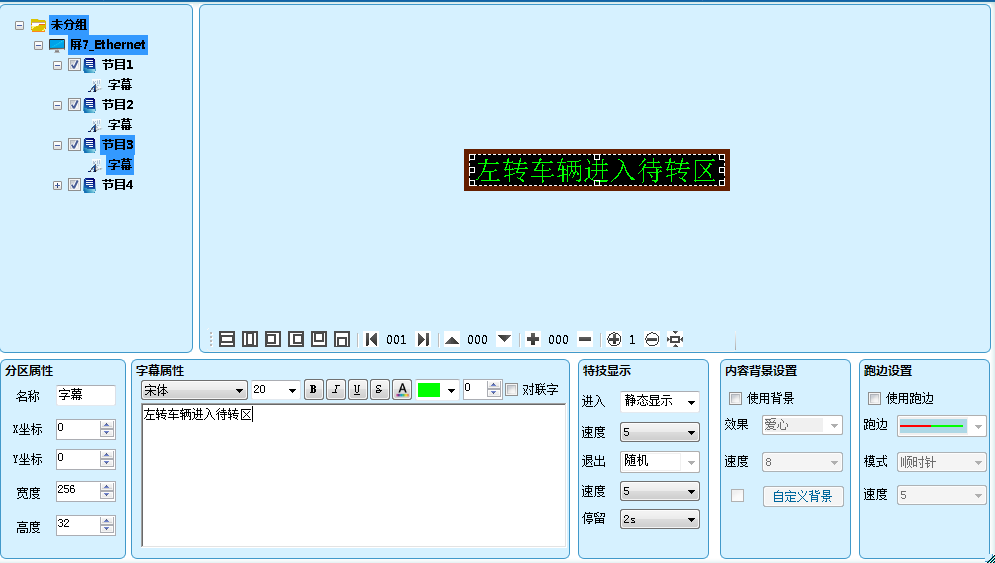 未分组
屏7_Ethernet
节目1
字幕
节目2
字幕
节目3
字幕
节目4
左转车辆进入待转区
001 000 000 1
分区属性
名称 字幕
X坐标 0
Y坐标 0
宽度 256
高度 32
字幕属性
宋体 20 B I U S A 0 对联字
左转车辆进入待转区
特技显示
进入 静态显示
速度 5
退出 随机
速度 5
停留 2s
内容背景设置
使用背景
效果 爱心
速度 8
自定义背景
跑边设置
使用跑边
跑边
模式 顺时针
速度 5